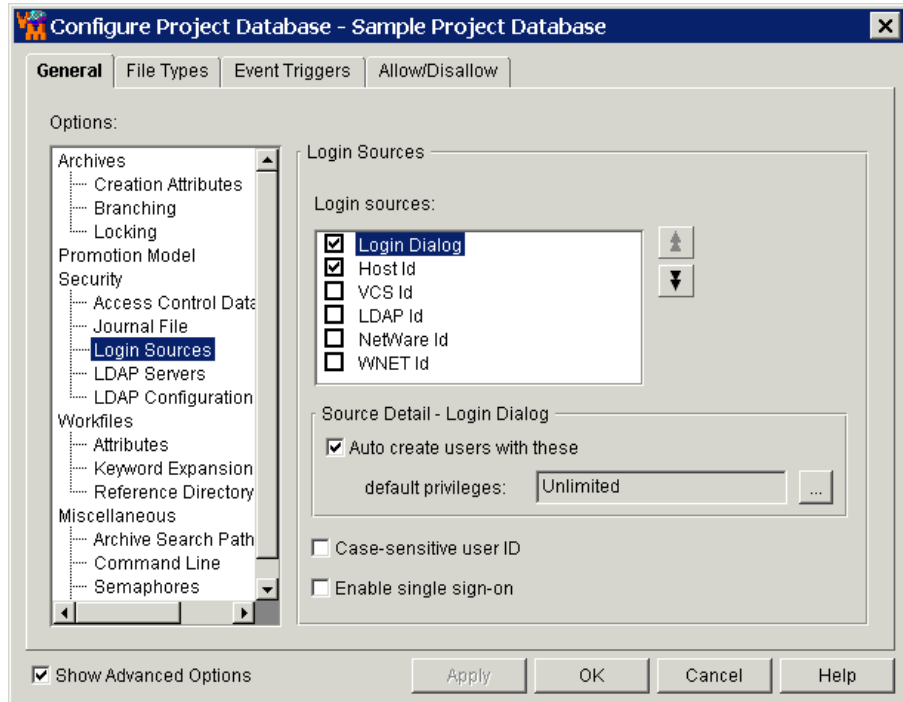 Configure Project Database - Sample Project Database
General File Types Event Triggers Allow/Disallow
Options:
Archives
Creation Attributes
Branching
Locking
Promotion Model
Security
Access Control Data
Journal File
Login Sources
LDAP Servers
LDAP Configuration
Workfiles
Attributes
Keyword Expansion
Reference Directory
Miscellaneous
Archive Search Path
Command Line
Semaphores
Login Sources
Login sources:
Login Dialog
Host Id
VCS Id
LDAP Id
NetWare Id
WNET Id
Source Detail - Login Dialog
Auto create users with these
default privileges: Unlimited ...
Case-sensitive user ID
Enable single sign-on
Show Advanced Options Apply OK Cancel Help